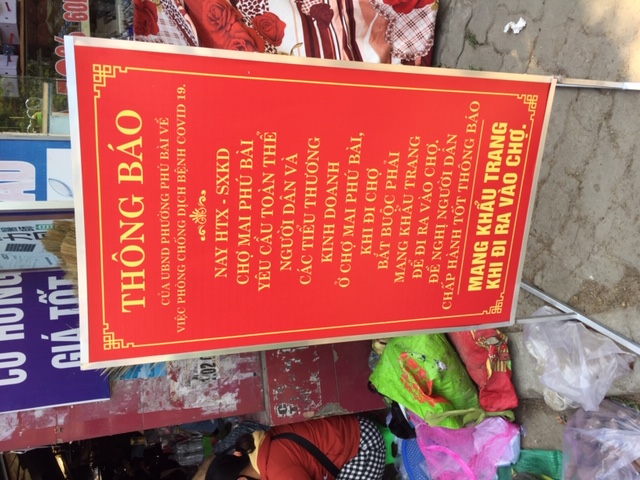 THÔNG BÁO
CỦA UBND PHƯỜNG PHÚ BÀI VỀ
VIỆC PHÒNG CHỐNG DỊCH BỆNH COVID 19.
NAY HTX - SXKD
CHỢ MAI PHÚ BÀI
YÊU CẦU TOÀN THỂ
NGƯỜI DÂN VÀ
CÁC TIỂU THƯƠNG
KINH DOANH
Ở CHỢ MAI PHÚ BÀI,
KHI ĐI CHỢ
BẮT BUỘC PHẢI
MANG KHẨU TRANG
ĐỂ ĐI RA VÀO CHỢ,
ĐỀ NGHỊ NGƯỜI DÂN
CHẤP HÀNH TỐT THÔNG BÁO
MANG KHẨU TRANG
KHI ĐI RA VÀO CHỢ.
GIÁ TỐT